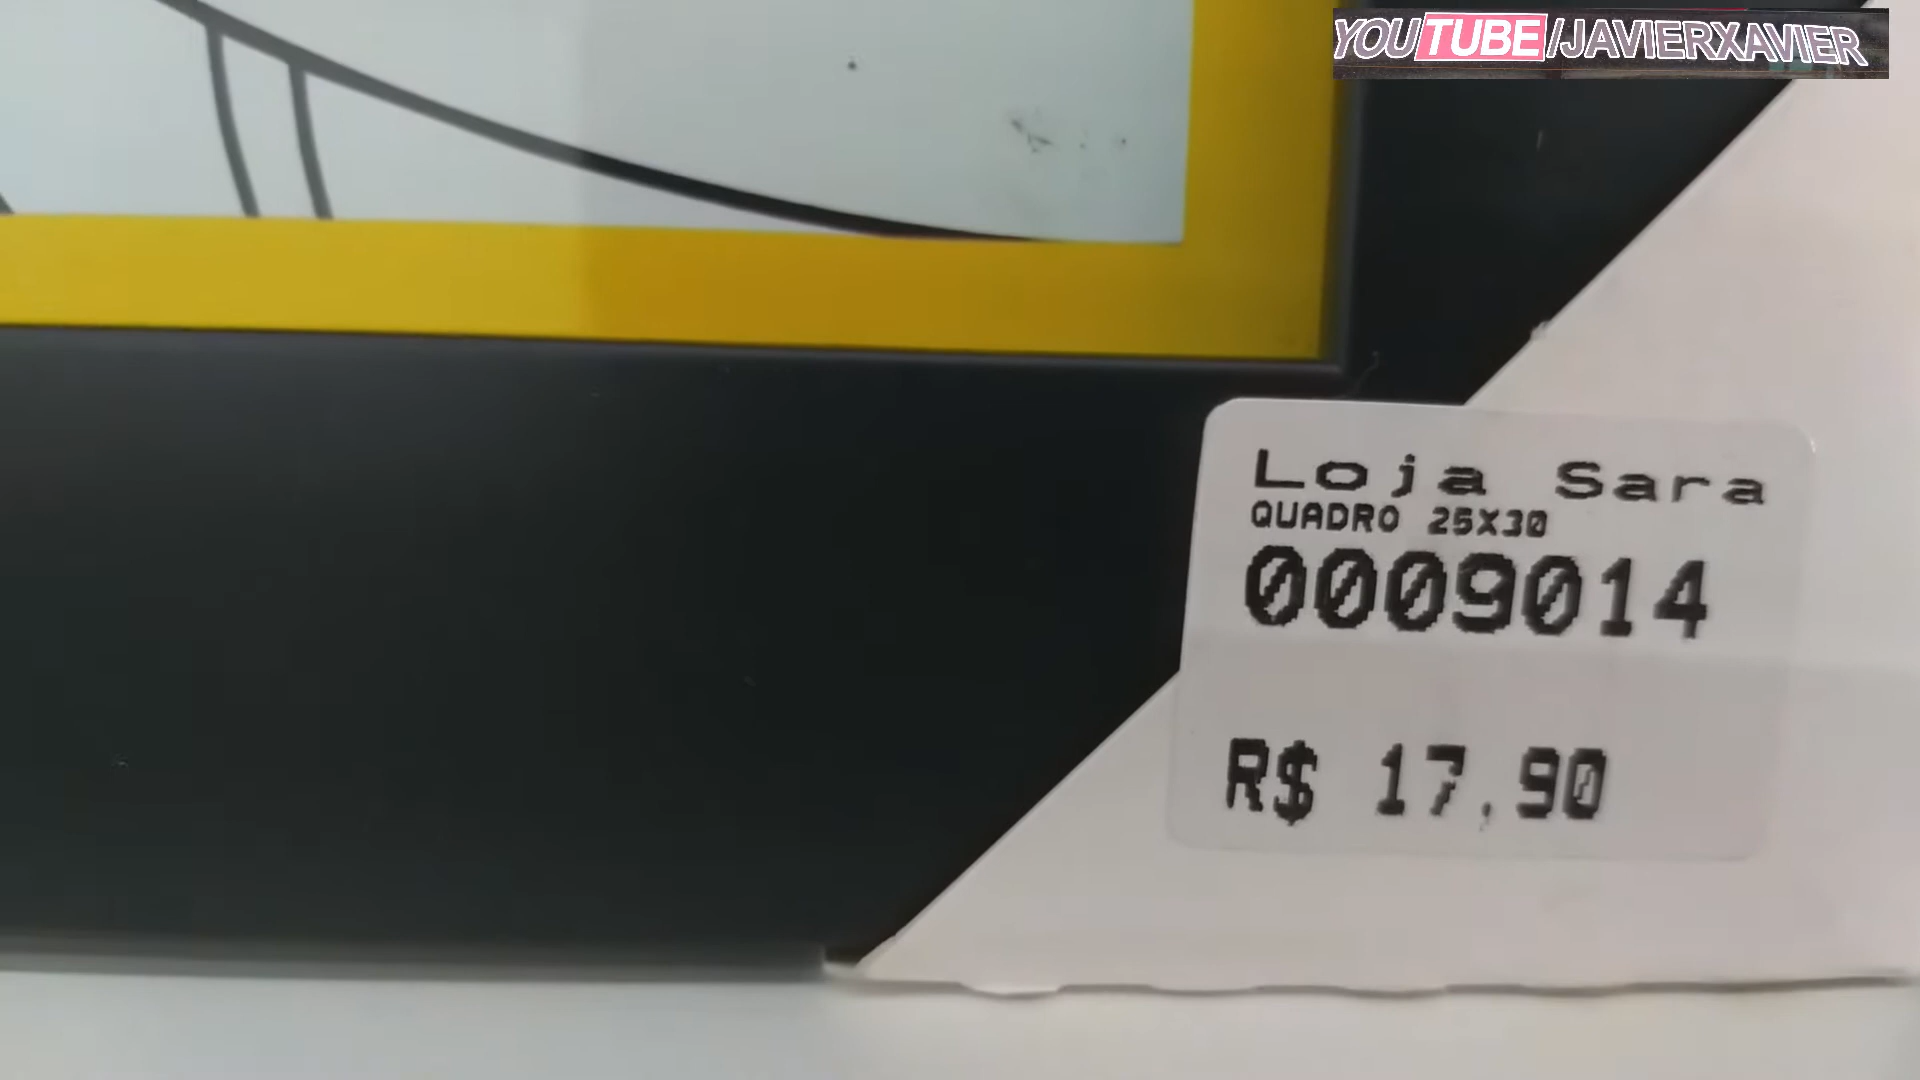 YOUTUBE/JAVIERXAVIER
Loja Sara
QUADRO 25X30
0009014
R$ 17,90